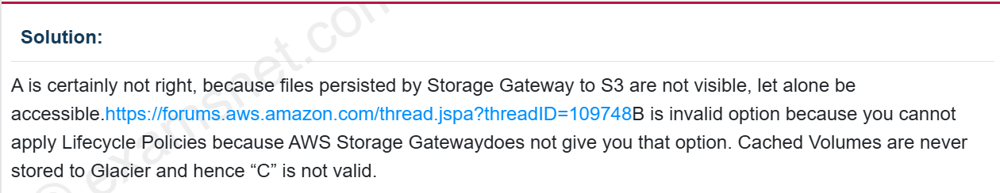 Solution:
A is certainly not right, because files persisted by Storage Gateway to S3 are not visible, let alone be
accessible.https://forums.aws.amazon.com/thread.jspa?threadID=109748B is invalid option because you cannot
apply Lifecycle Policies because AWS Storage Gatewaydoes not give you that option. Cached Volumes are never
stored to Glacier and hence “C” is not valid.
© examsnet.com